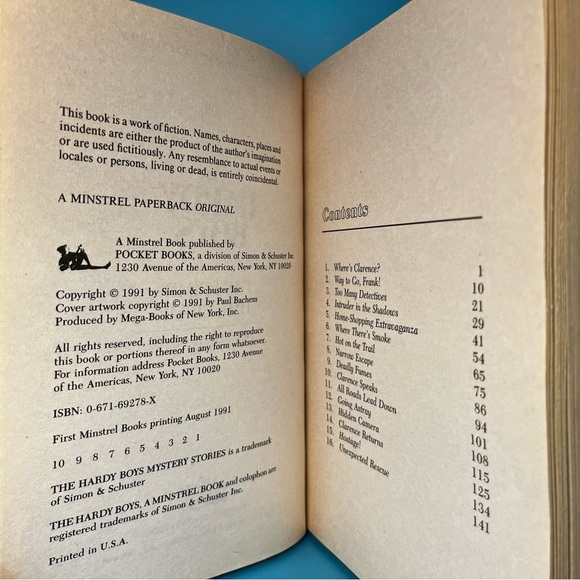 This book is a work of fiction. Names, characters, places and
incidents are either the product of the author's imagination
or are used fictitiously. Any resemblance to actual events or
locales or persons, living or dead, is entirely coincidental.
A MINSTREL PAPERBACK ORIGINAL
A Minstrel Book published by
POCKET BOOKS, a division of Simon & Schuster Inc.
1230 Avenue of the Americas, New York, NY 10020
Copyright © 1991 by Simon & Schuster Inc.
Cover artwork copyright © 1991 by Paul Bachem
Produced by Mega-Books of New York, Inc.
All rights reserved, including the right to reproduce
this book or portions thereof in any form whatsoever.
For information address Pocket Books, 1230 Avenue
of the Americas, New York, NY 10020
ISBN: 0-671-69278-X
First Minstrel Books printing August 1991
10 9 8 7 6 5 4 3 2 1
THE HARDY BOYS MYSTERY STORIES is a trademark
of Simon & Schuster
THE HARDY BOYS, A MINSTREL BOOK and colophon are
registered trademarks of Simon & Schuster Inc.
Printed in U.S.A.
Contents
1. Where's Clarence? 1
2. Way to Go, Frank! 10
3. Too Many Detectives 21
4. Intruder in the Shadows 29
5. Home-Shopping Extravaganza 41
6. Where There's Smoke 54
7. Hot on the Trail 65
8. Narrow Escape 75
9. Deadly Fumes 86
10. Clarence Speaks 94
11. All Roads Lead Down 101
12. Going Astray 108
13. Hidden Camera 115
14. Clarence Returns 125
15. Hostage! 134
16. Unexpected Rescue 141